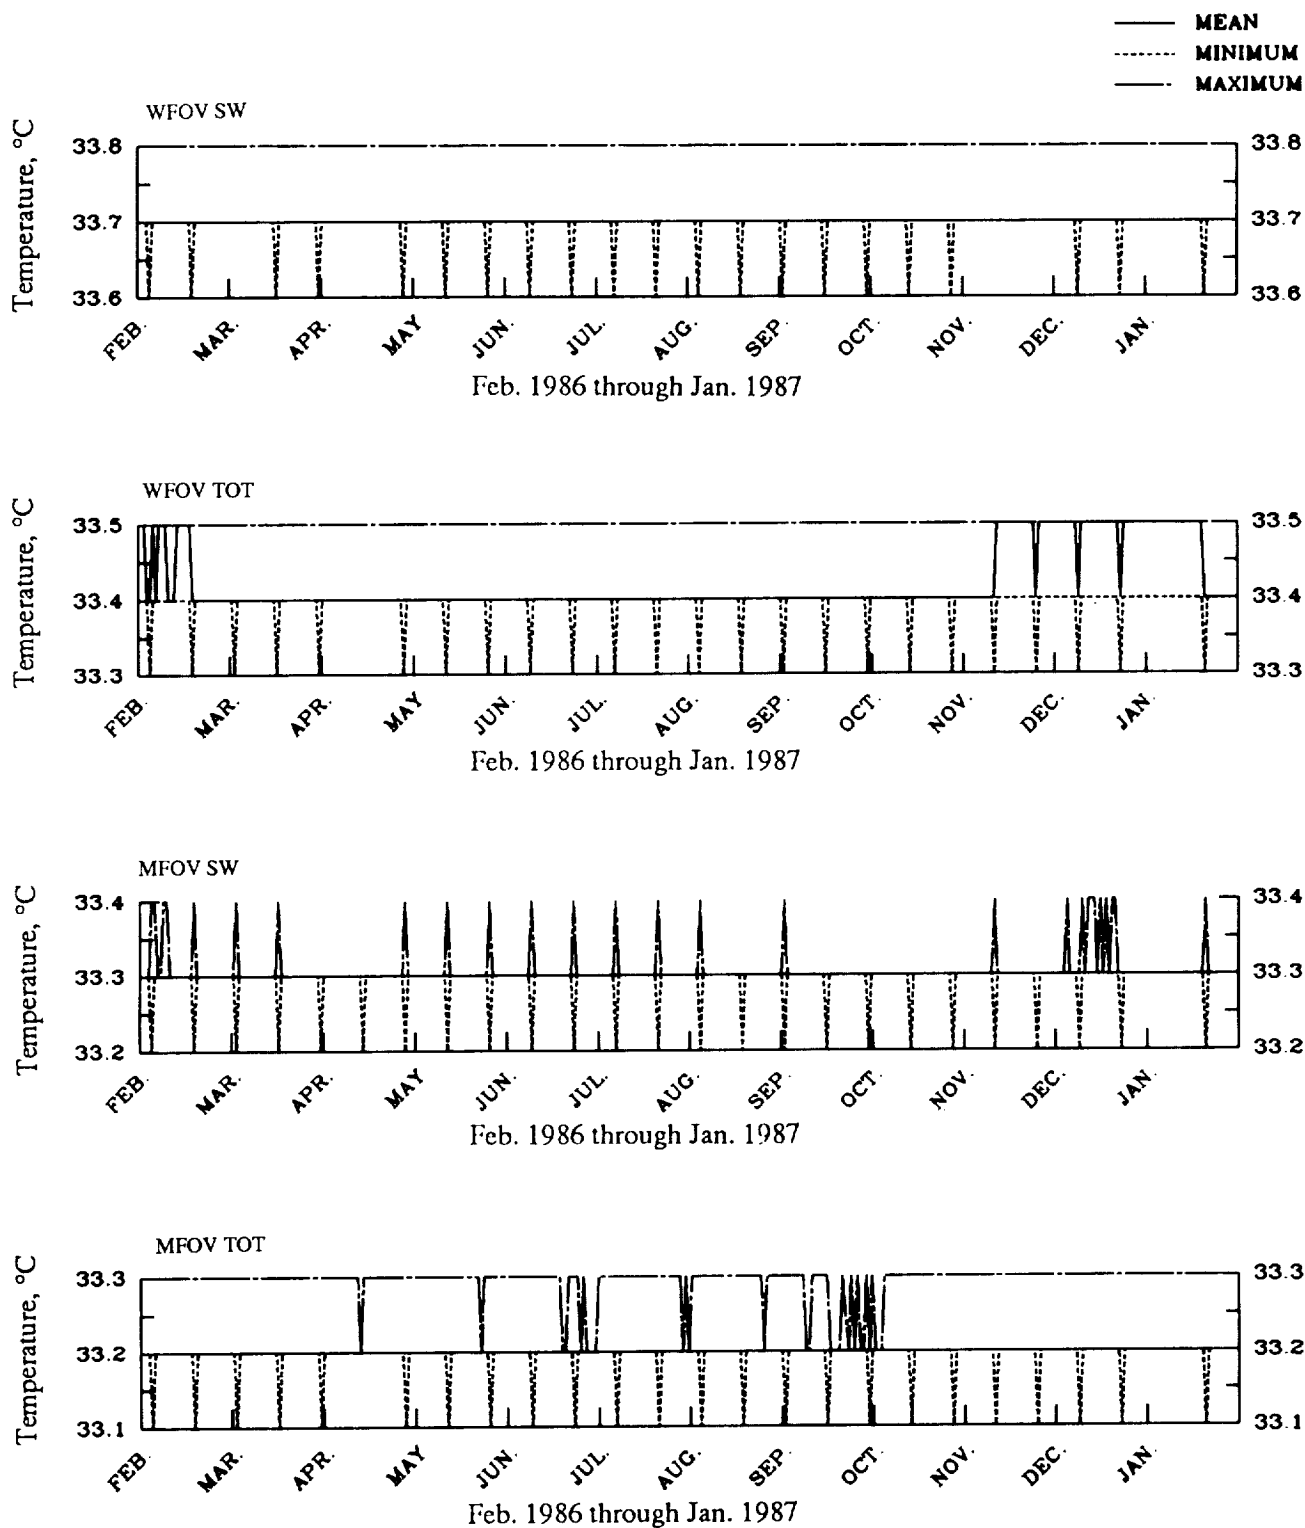 MEAN
MINIMUM
MAXIMUM
WFOV SW
Temperature, °C
33.8
33.7
33.6
33.8
33.7
33.6
FEB. MAR. APR. MAY JUN. JUL. AUG. SEP. OCT. NOV. DEC. JAN.
Feb. 1986 through Jan. 1987
WFOV TOT
Temperature, °C
33.5
33.4
33.3
33.5
33.4
33.3
FEB. MAR. APR. MAY JUN. JUL. AUG. SEP. OCT. NOV. DEC. JAN.
Feb. 1986 through Jan. 1987
MFOV SW
Temperature, °C
33.4
33.3
33.2
33.4
33.3
33.2
FEB. MAR. APR. MAY JUN. JUL. AUG. SEP. OCT. NOV. DEC. JAN.
Feb. 1986 through Jan. 1987
MFOV TOT
Temperature, °C
33.3
33.2
33.1
33.3
33.2
33.1
FEB. MAR. APR. MAY JUN. JUL. AUG. SEP. OCT. NOV. DEC. JAN.
Feb. 1986 through Jan. 1987